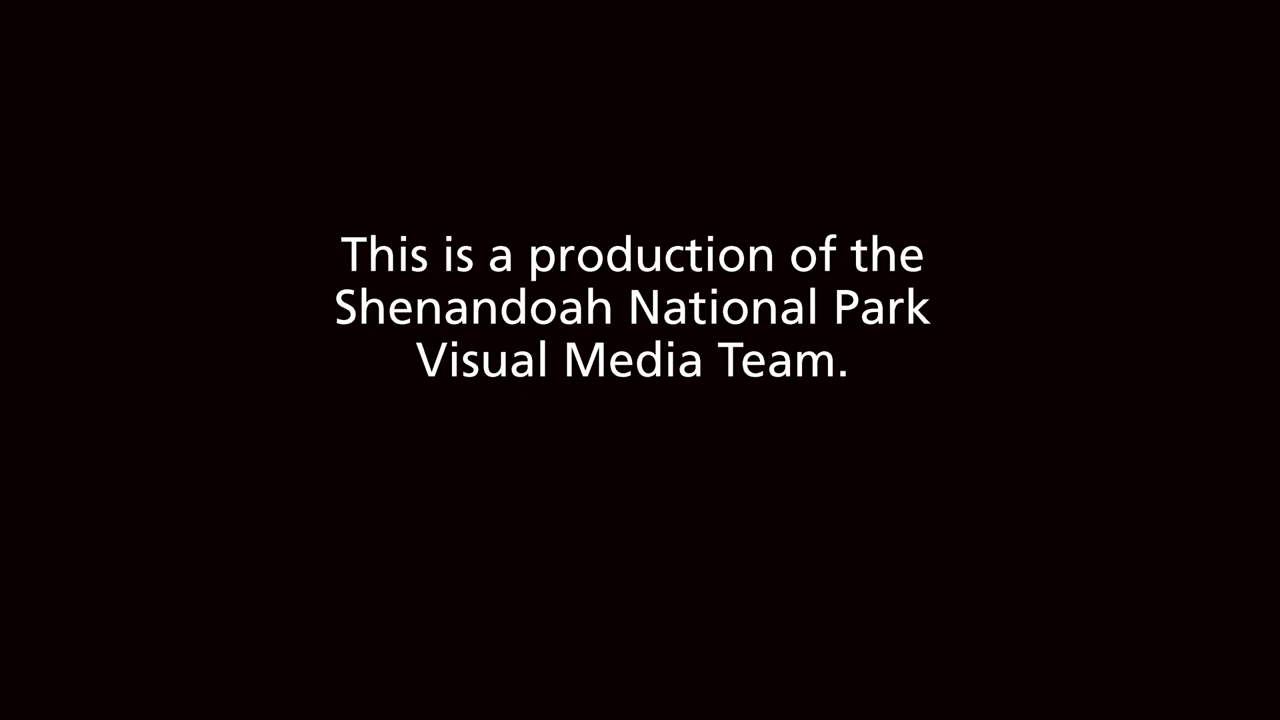 This is a production of the
Shenandoah National Park
Visual Media Team.